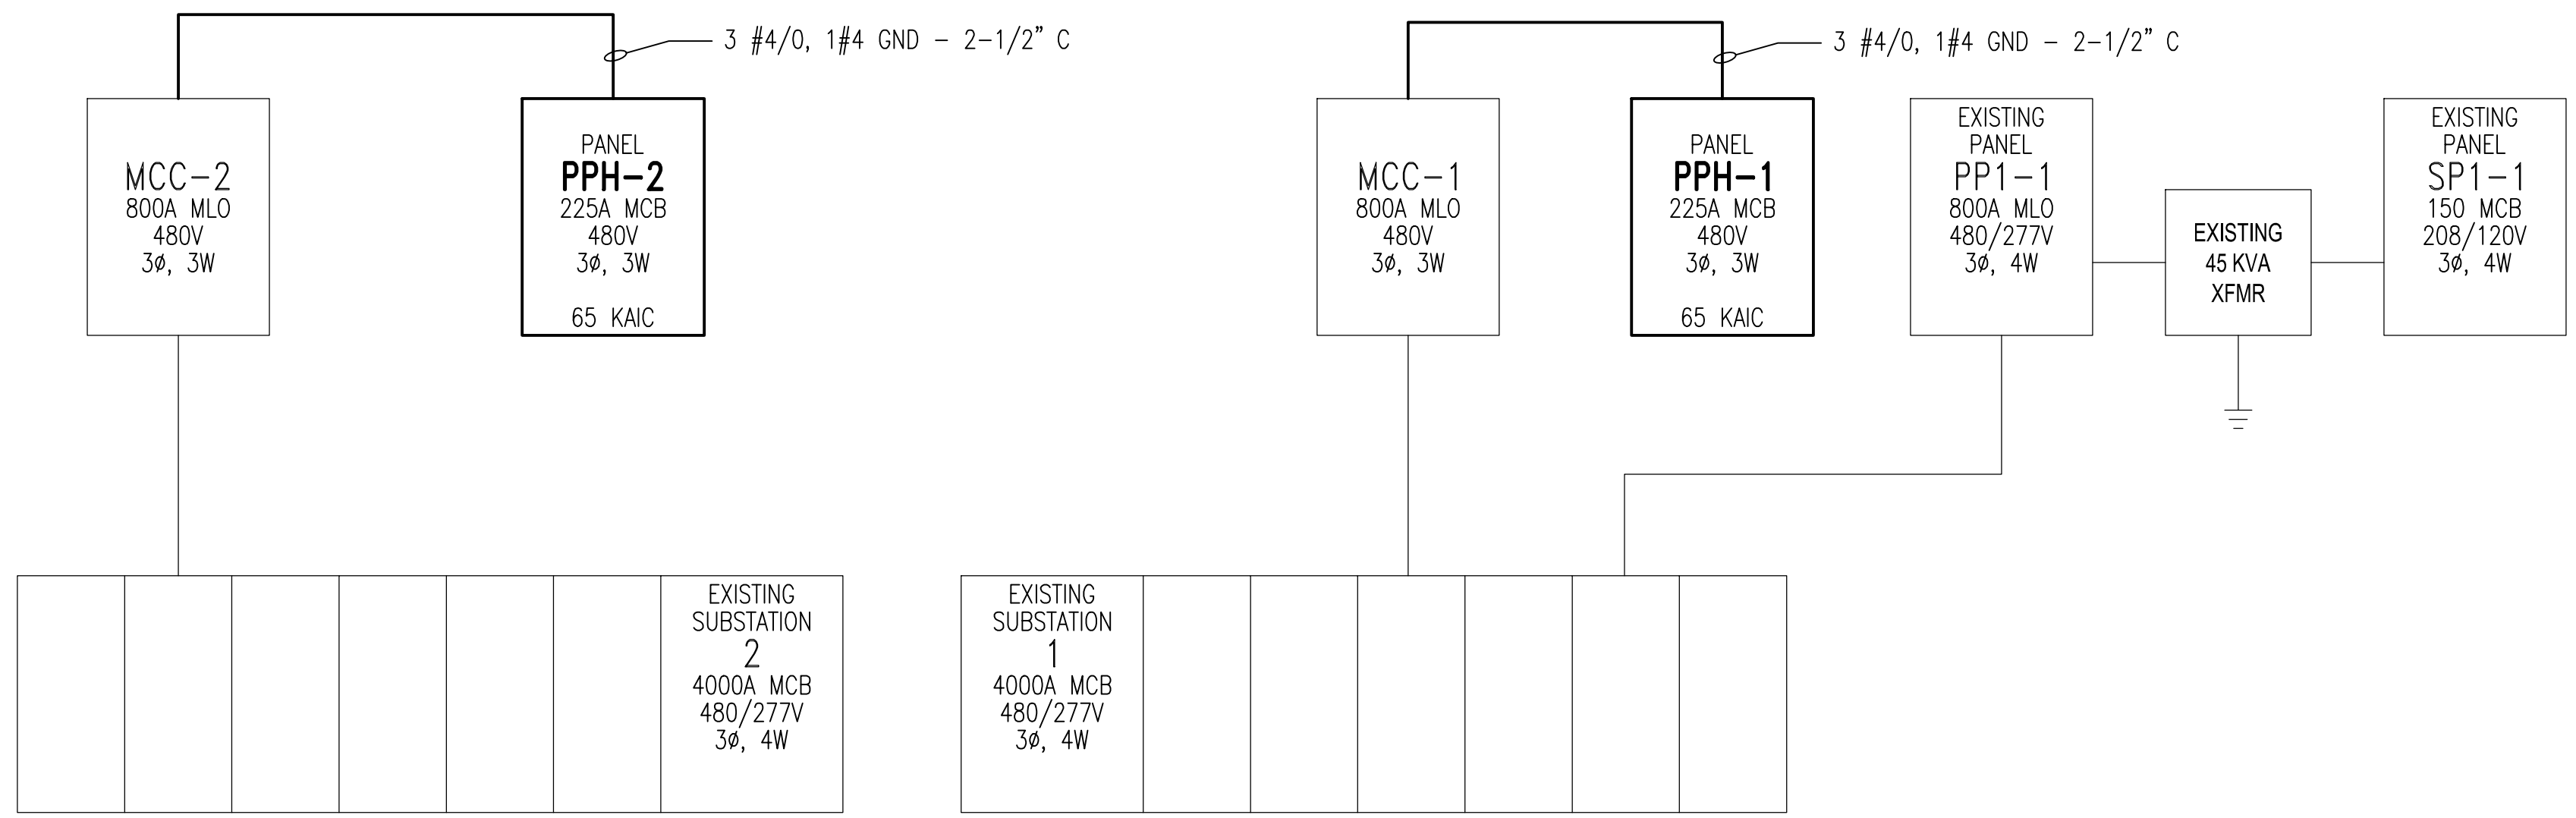 3 #4/0, 1#4 GND - 2-1/2" C
MCC-2
800A MLO
480V
3ø, 3W
PANEL
PPH-2
225A MCB
480V
3ø, 3W
65 KAIC
3 #4/0, 1#4 GND - 2-1/2" C
MCC-1
800A MLO
480V
3ø, 3W
PANEL
PPH-1
225A MCB
480V
3ø, 3W
65 KAIC
EXISTING
PANEL
PP1-1
800A MLO
480/277V
3ø, 4W
EXISTING
45 KVA
XFMR
EXISTING
PANEL
SP1-1
150 MCB
208/120V
3ø, 4W
EXISTING
SUBSTATION
2
4000A MCB
480/277V
3ø, 4W
EXISTING
SUBSTATION
1
4000A MCB
480/277V
3ø, 4W